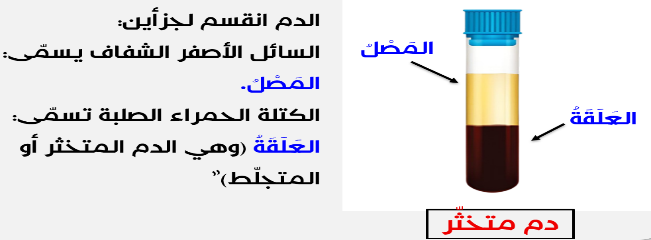 الدم انقسم لجزأين:
السائل الأصفر الشفاف يسمّى:
المَصْلُ.
الكتلة الحمراء الصلبة تسمّى:
العَلَقَةُ (وهي الدم المتخثر أو
المتجلّط)”
المَصْلُ
العَلَقَةُ
دم متخثّر